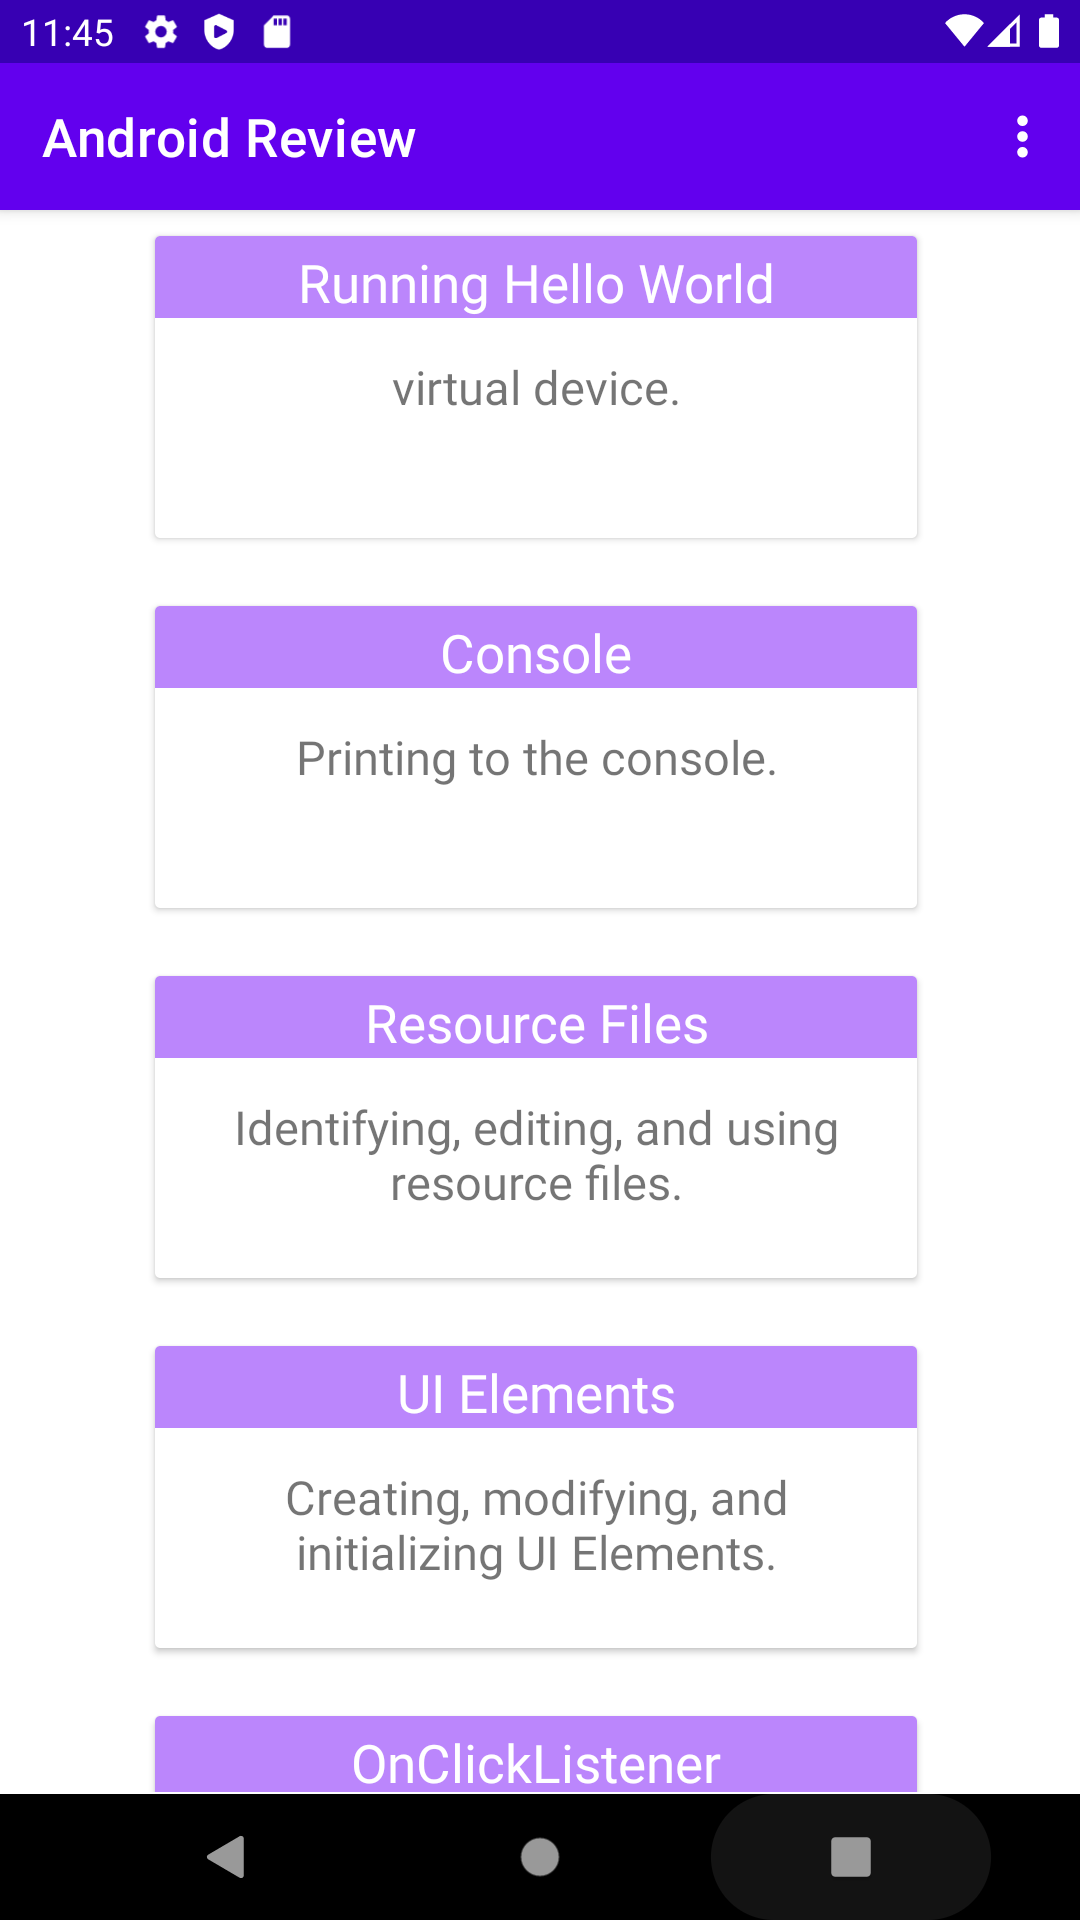 11:45
Android Review
Running Hello World
virtual device.
Console
Printing to the console.
Resource Files
Identifying, editing, and using
resource files.
UI Elements
Creating, modifying, and
initializing UI Elements.
OnClickListener